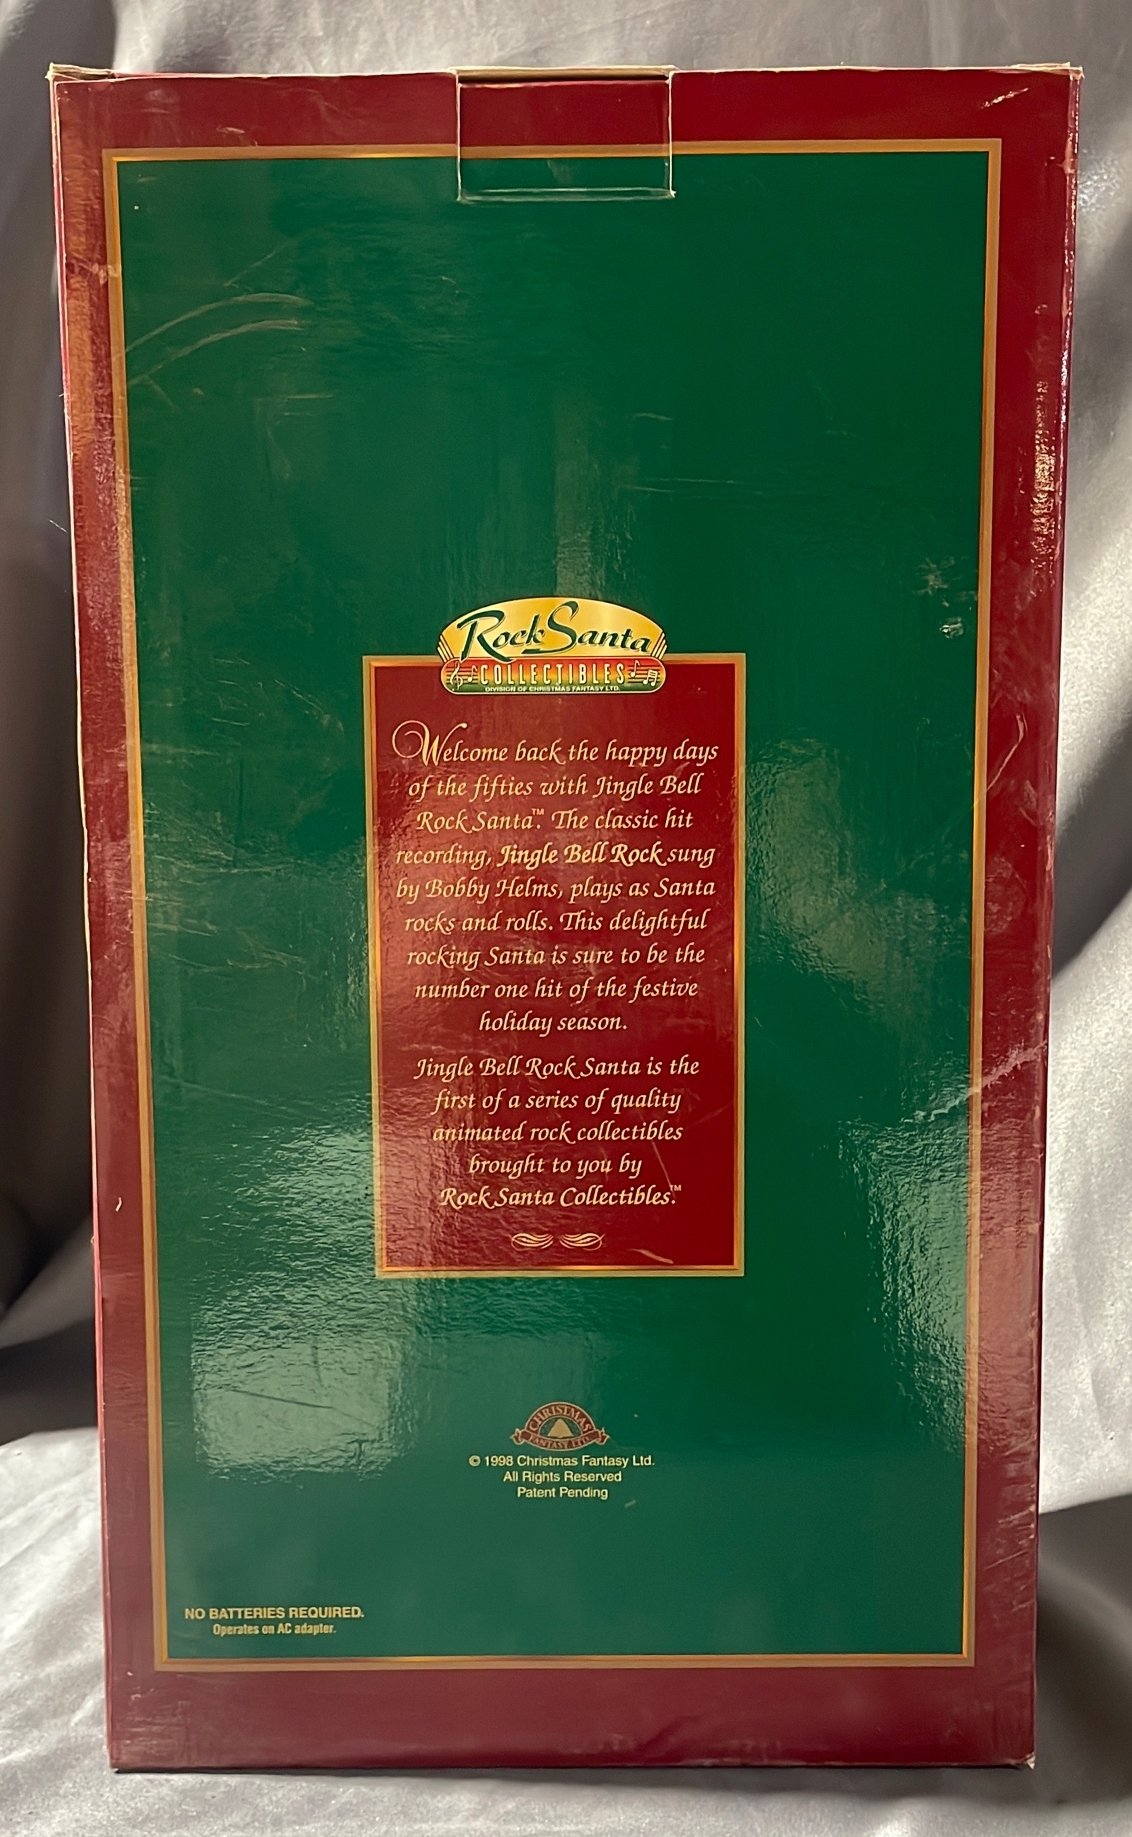 Rock Santa
COLLECTIBLES
DIVISION OF CHRISTMAS FANTASY LTD.
Welcome back the happy days
of the fifties with Jingle Bell
Rock Santa™. The classic hit
recording, Jingle Bell Rock sung
by Bobby Helms, plays as Santa
rocks and rolls. This delightful
rocking Santa is sure to be the
number one hit of the festive
holiday season.
Jingle Bell Rock Santa is the
first of a series of quality
animated rock collectibles
brought to you by
Rock Santa Collectibles.™
CHRISTMAS
FANTASY LTD.
© 1998 Christmas Fantasy Ltd.
All Rights Reserved
Patent Pending
NO BATTERIES REQUIRED.
Operates on AC adapter.